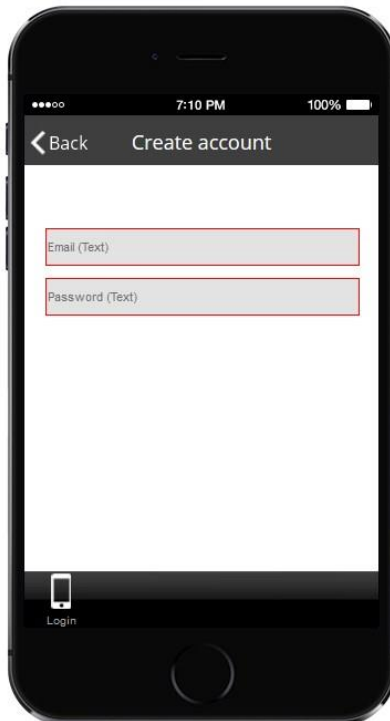 7:10 PM 100%
Back Create account
Email (Text)
Password (Text)
Login